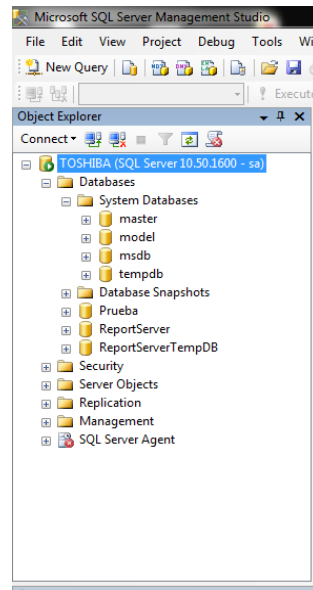 Microsoft SQL Server Management Studio
File Edit View Project Debug Tools Wi
New Query
Execute
Object Explorer
Connect
TOSHIBA (SQL Server 10.50.1600 - sa)
Databases
System Databases
master
model
msdb
tempdb
Database Snapshots
Prueba
ReportServer
ReportServerTempDB
Security
Server Objects
Replication
Management
SQL Server Agent